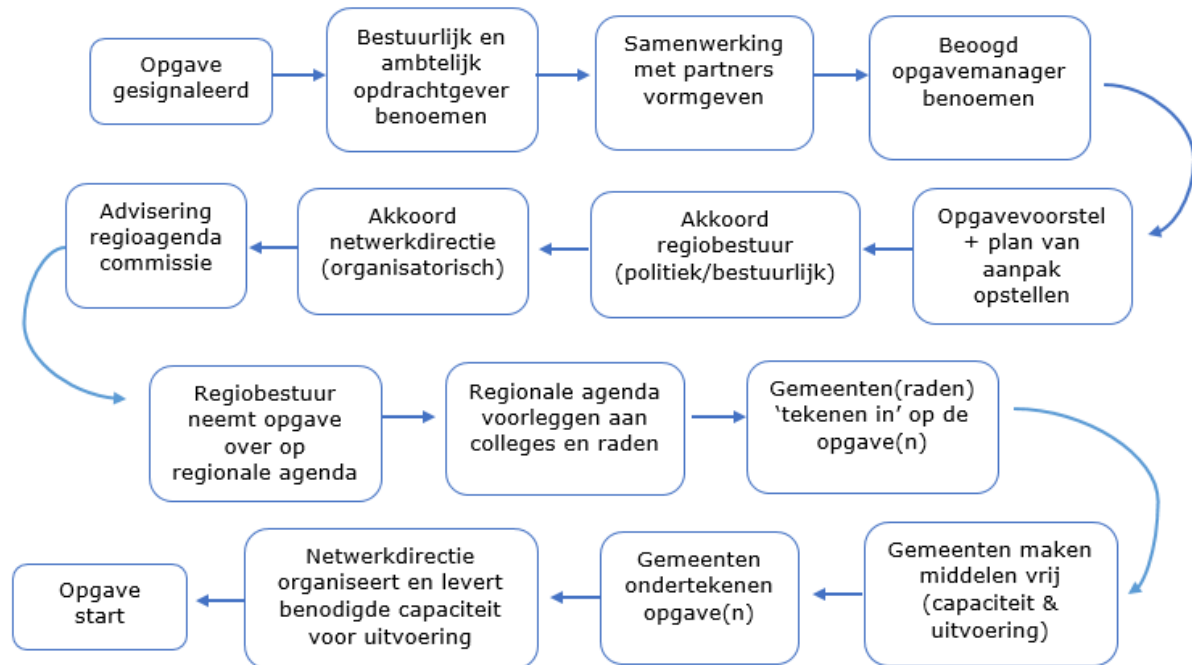 Opgave
gesignaleerd
Bestuurlijk en
ambtelijk
opdrachtgever
benoemen
Samenwerking
met partners
vormgeven
Beoogd
opgavemanager
benoemen
Opgavevoorstel
+ plan van
aanpak
opstellen
Akkoord
regiobestuur
(politiek/bestuurlijk)
Akkoord
netwerkdirectie
(organisatorisch)
Advisering
regioagenda
commissie
Regiobestuur
neemt opgave
over op
regionale agenda
Regionale agenda
voorleggen aan
colleges en raden
Gemeenten(raden)
‘tekenen in’ op de
opgave(n)
Gemeenten maken
middelen vrij
(capaciteit &
uitvoering)
Gemeenten
ondertekenen
opgave(n)
Netwerkdirectie
organiseert en levert
benodigde capaciteit
voor uitvoering
Opgave
start